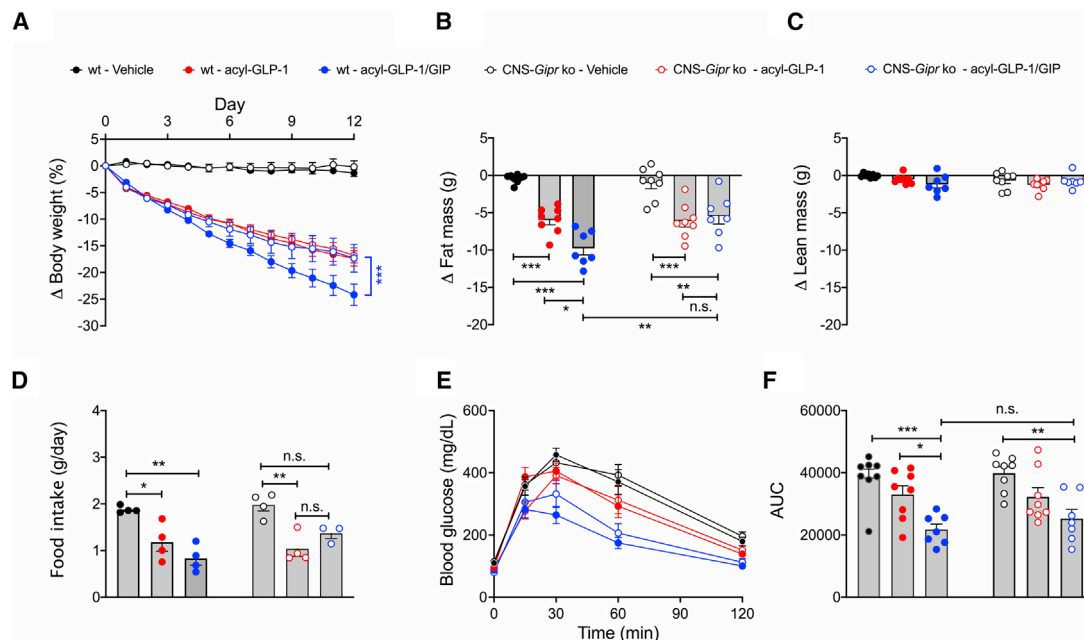 A
B
C
wt - Vehicle
wt - acyl-GLP-1
wt - acyl-GLP-1/GIP
CNS-Gipr ko - Vehicle
CNS-Gipr ko - acyl-GLP-1
CNS-Gipr ko - acyl-GLP-1/GIP
Day
0 3 6 9 12
Δ Body weight (%)
5
0
-5
-10
-15
-20
-25
-30
***
Δ Fat mass (g)
5
0
-5
-10
-15
-20
***
***
*
***
**
n.s.
**
Δ Lean mass (g)
5
0
-5
-10
-15
-20
D
E
F
Food intake (g/day)
4
3
2
1
0
**
*
n.s.
**
n.s.
Blood glucose (mg/dL)
600
400
200
0
0 30 60 90 120
Time (min)
AUC
60000
40000
20000
0
n.s.
***
*
**